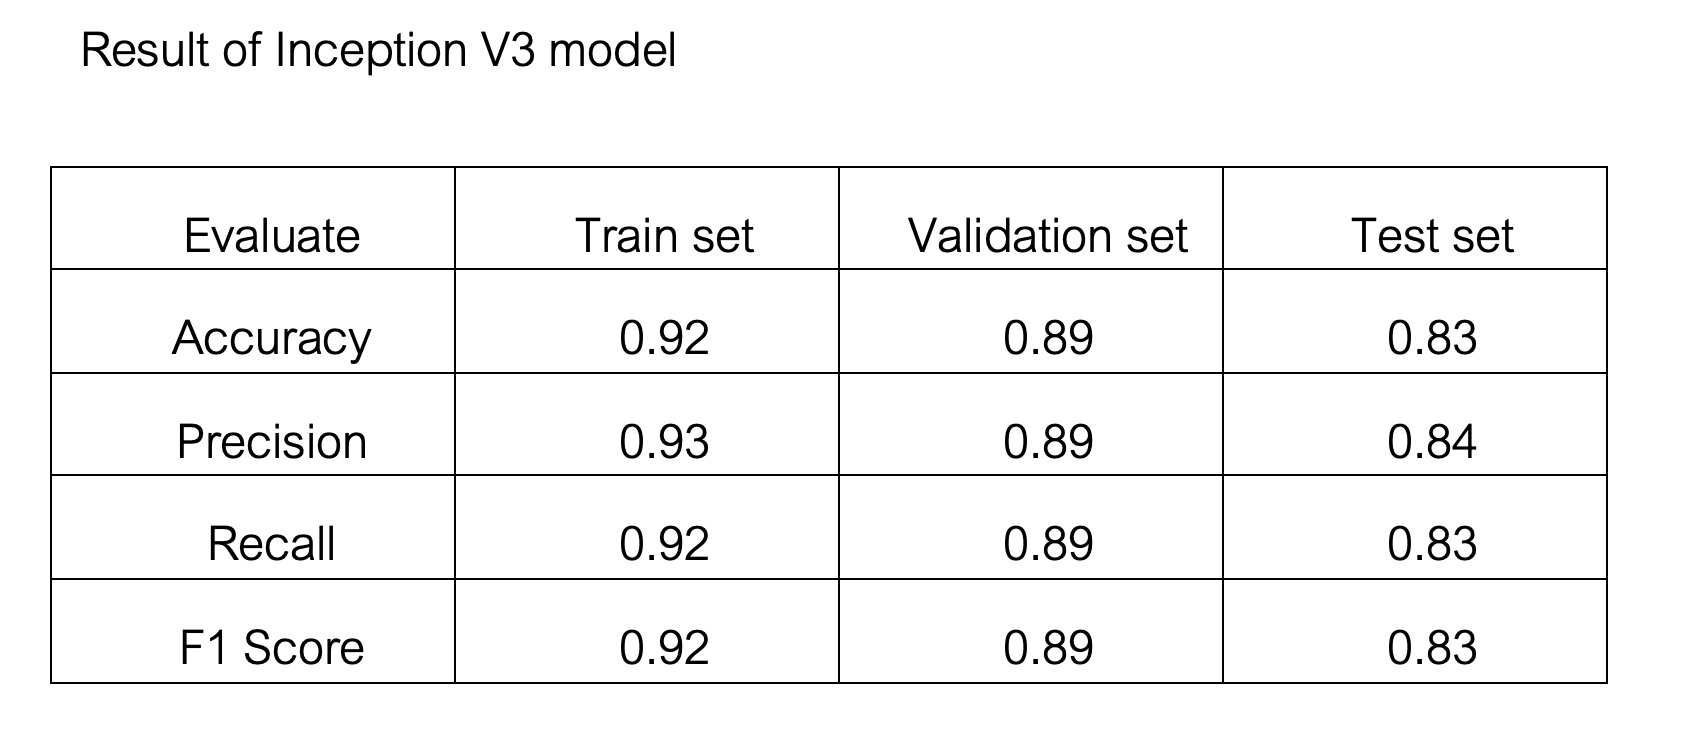 Result of Inception V3 model
Evaluate Train set Validation set Test set
Accuracy 0.92 0.89 0.83
Precision 0.93 0.89 0.84
Recall 0.92 0.89 0.83
F1 Score 0.92 0.89 0.83